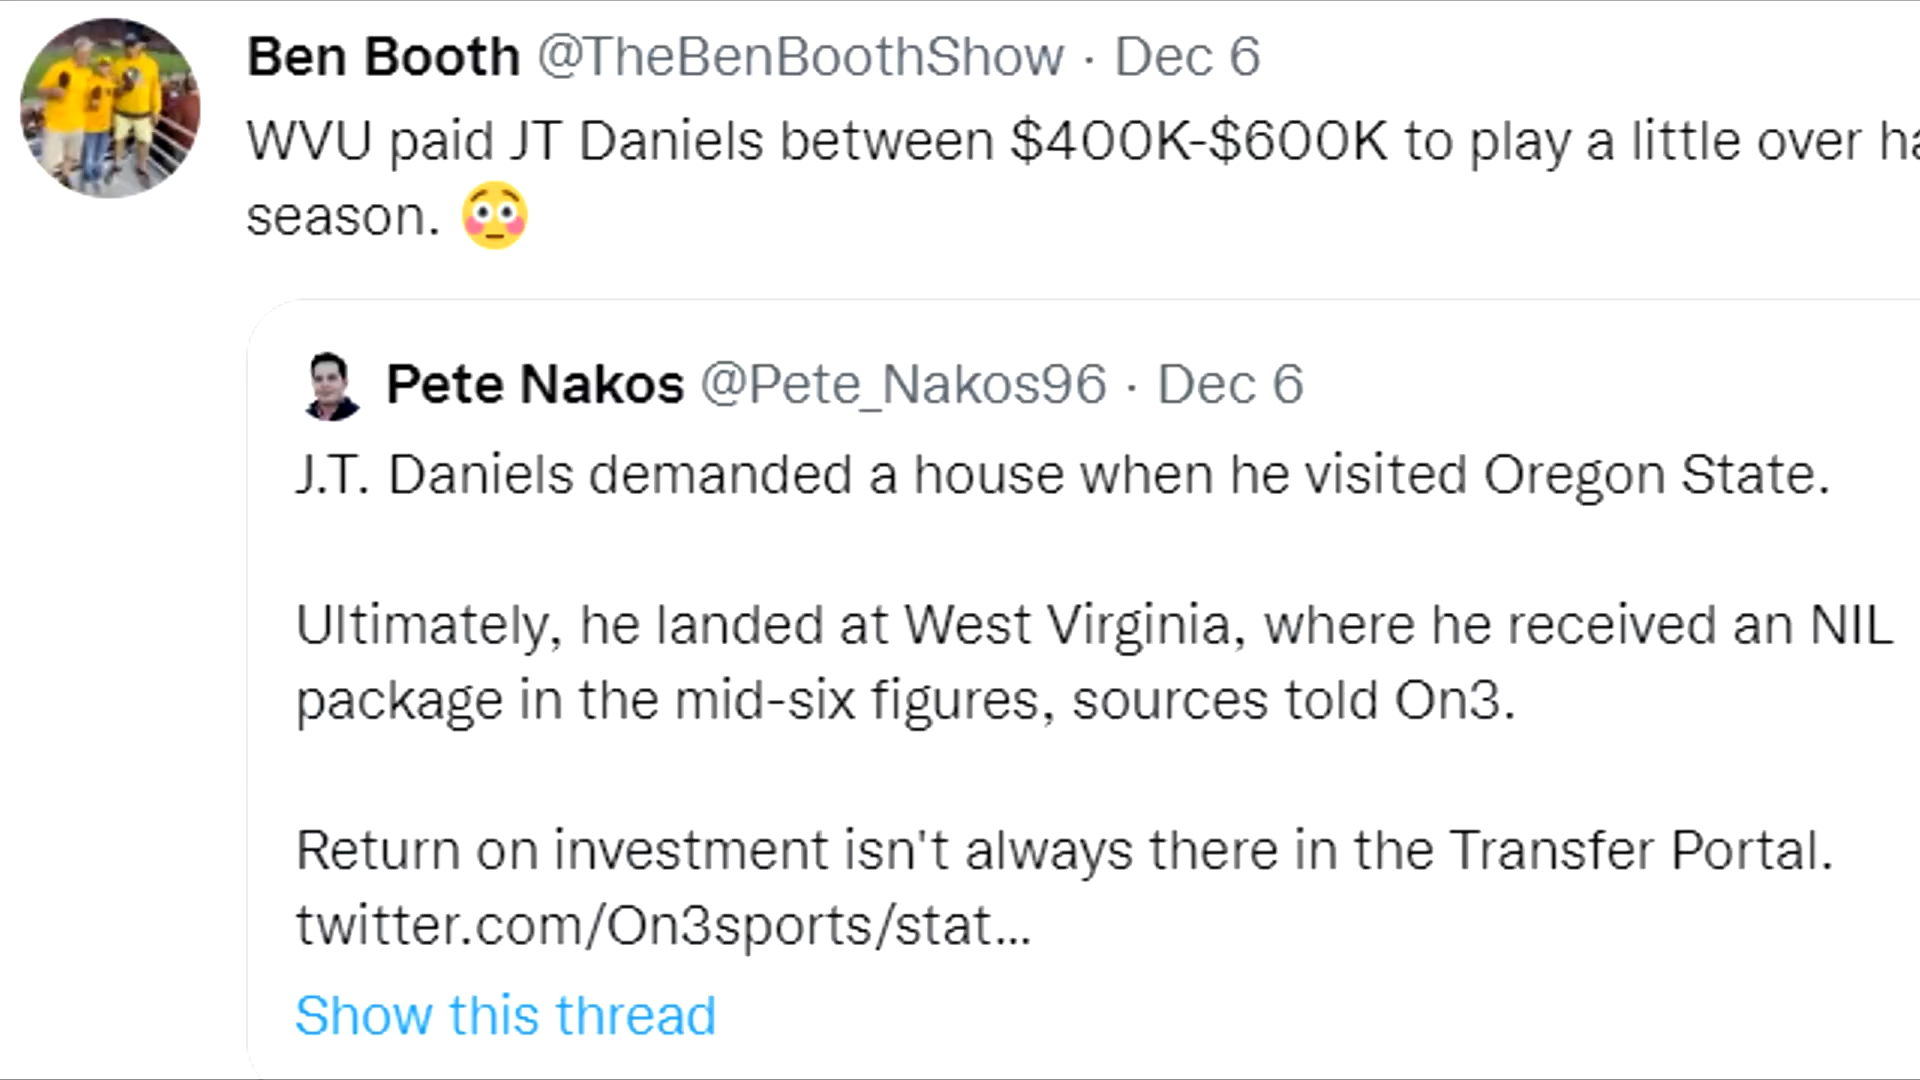 Ben Booth @TheBenBoothShow · Dec 6
WVU paid JT Daniels between $400K-$600K to play a little over
season. 😳
Pete Nakos @Pete_Nakos96 · Dec 6
J.T. Daniels demanded a house when he visited Oregon State.
Ultimately, he landed at West Virginia, where he received an NIL
package in the mid-six figures, sources told On3.
Return on investment isn't always there in the Transfer Portal.
twitter.com/On3sports/stat...
Show this thread